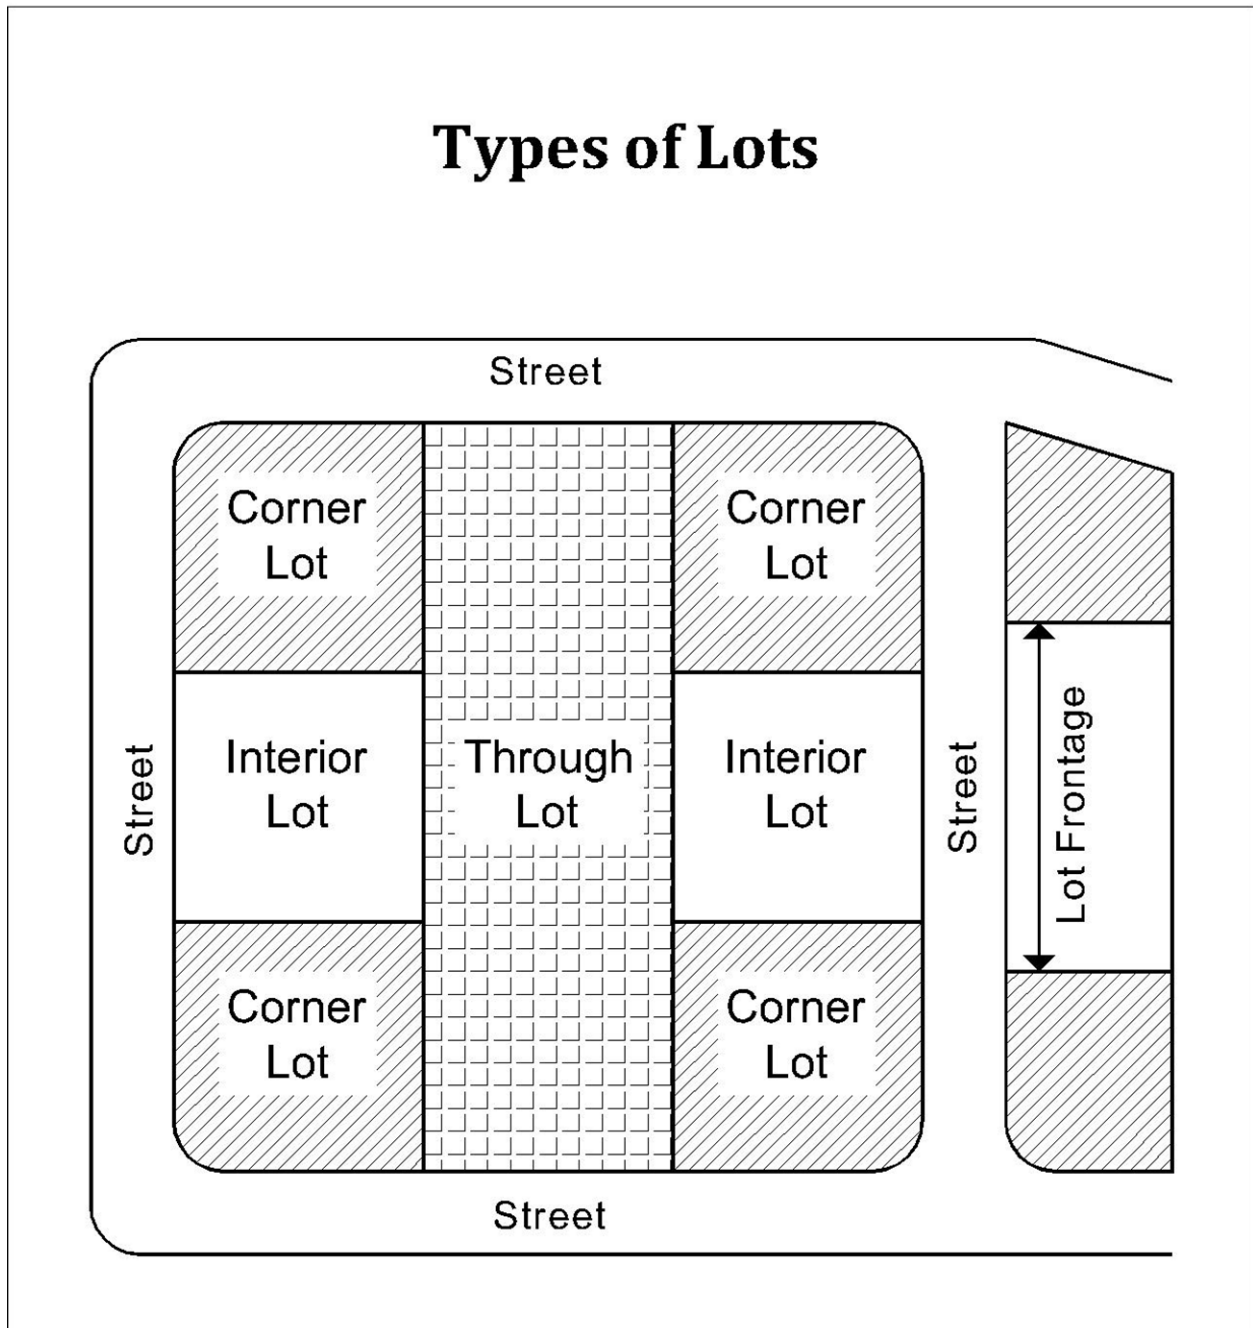 Types of Lots
Street
Corner
Lot
Corner
Lot
Street
Interior
Lot
Through
Lot
Interior
Lot
Street
Lot Frontage
Corner
Lot
Corner
Lot
Street